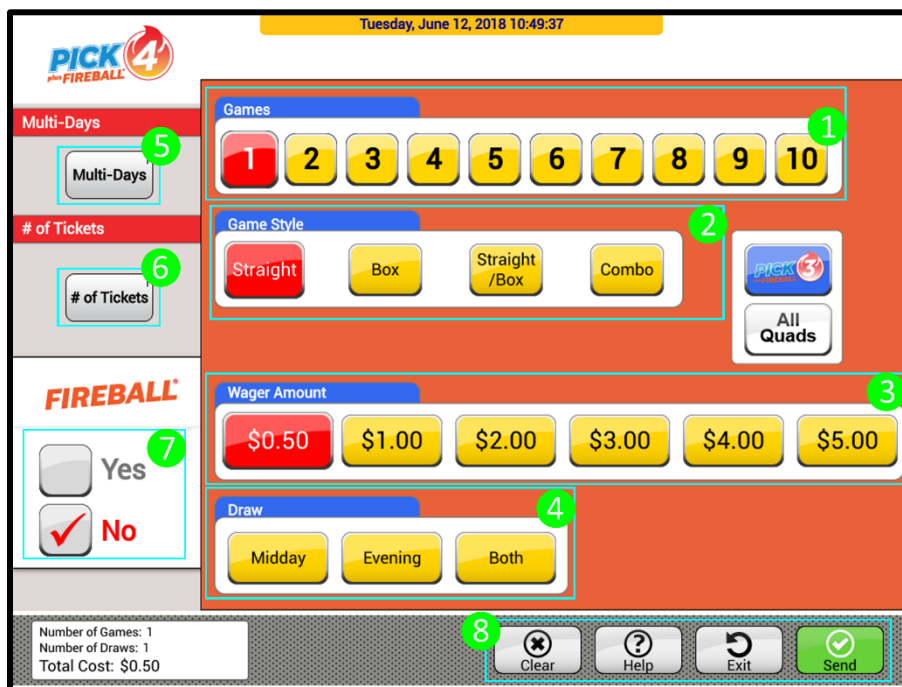 Tuesday, June 12, 2018 10:49:37
PICK 4
plus FIREBALL
Multi-Days
5
Multi-Days
1
# of Tickets
6
# of Tickets
1
FIREBALL
7
Yes
No
Games
1
1 2 3 4 5 6 7 8 9 10
Game Style
2
Straight
Box
Straight
/Box
Combo
PICK 3
plus FIREBALL
All
Quads
Wager Amount
3
$0.50 $1.00 $2.00 $3.00 $4.00 $5.00
Draw
4
Midday Evening Both
Number of Games: 1
Number of Draws: 1
Total Cost: $0.50
8
Clear Help Exit Send